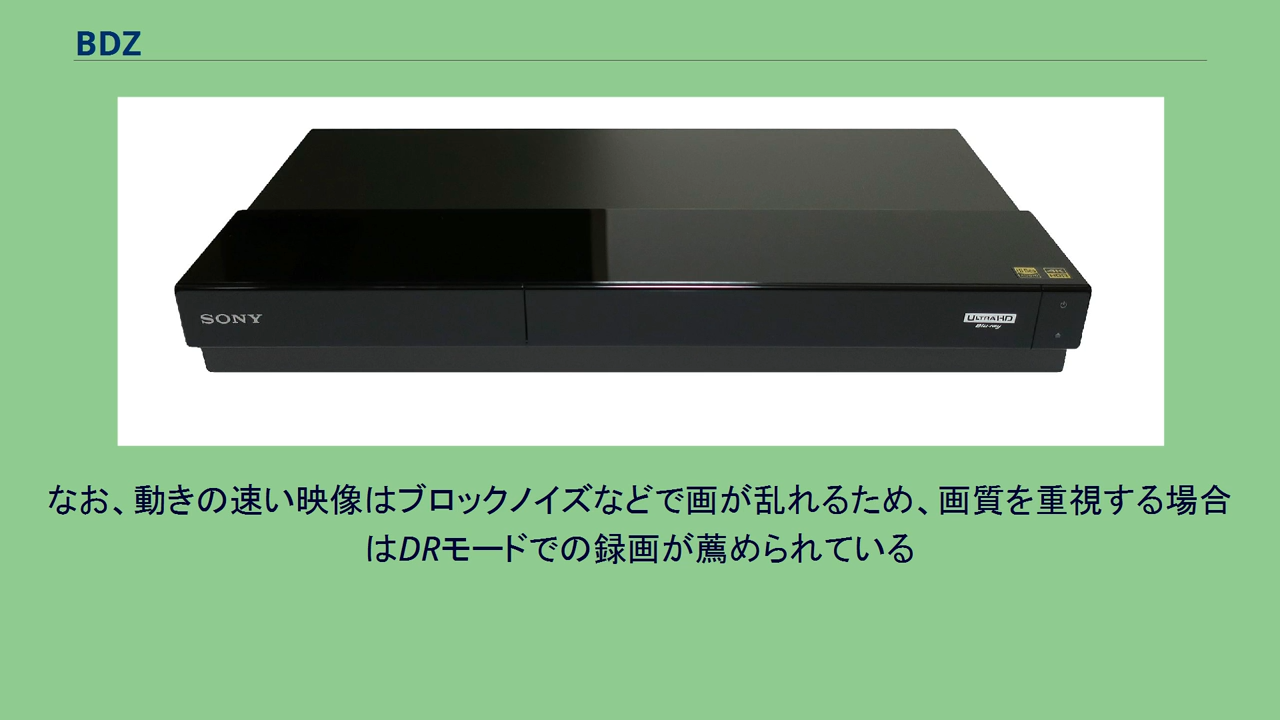 BDZ
SONY
ULTRA HD
Blu-ray
なお、動きの速い映像はブロックノイズなどで画が乱れるため、画質を重視する場合
はDRモードでの録画が薦められている